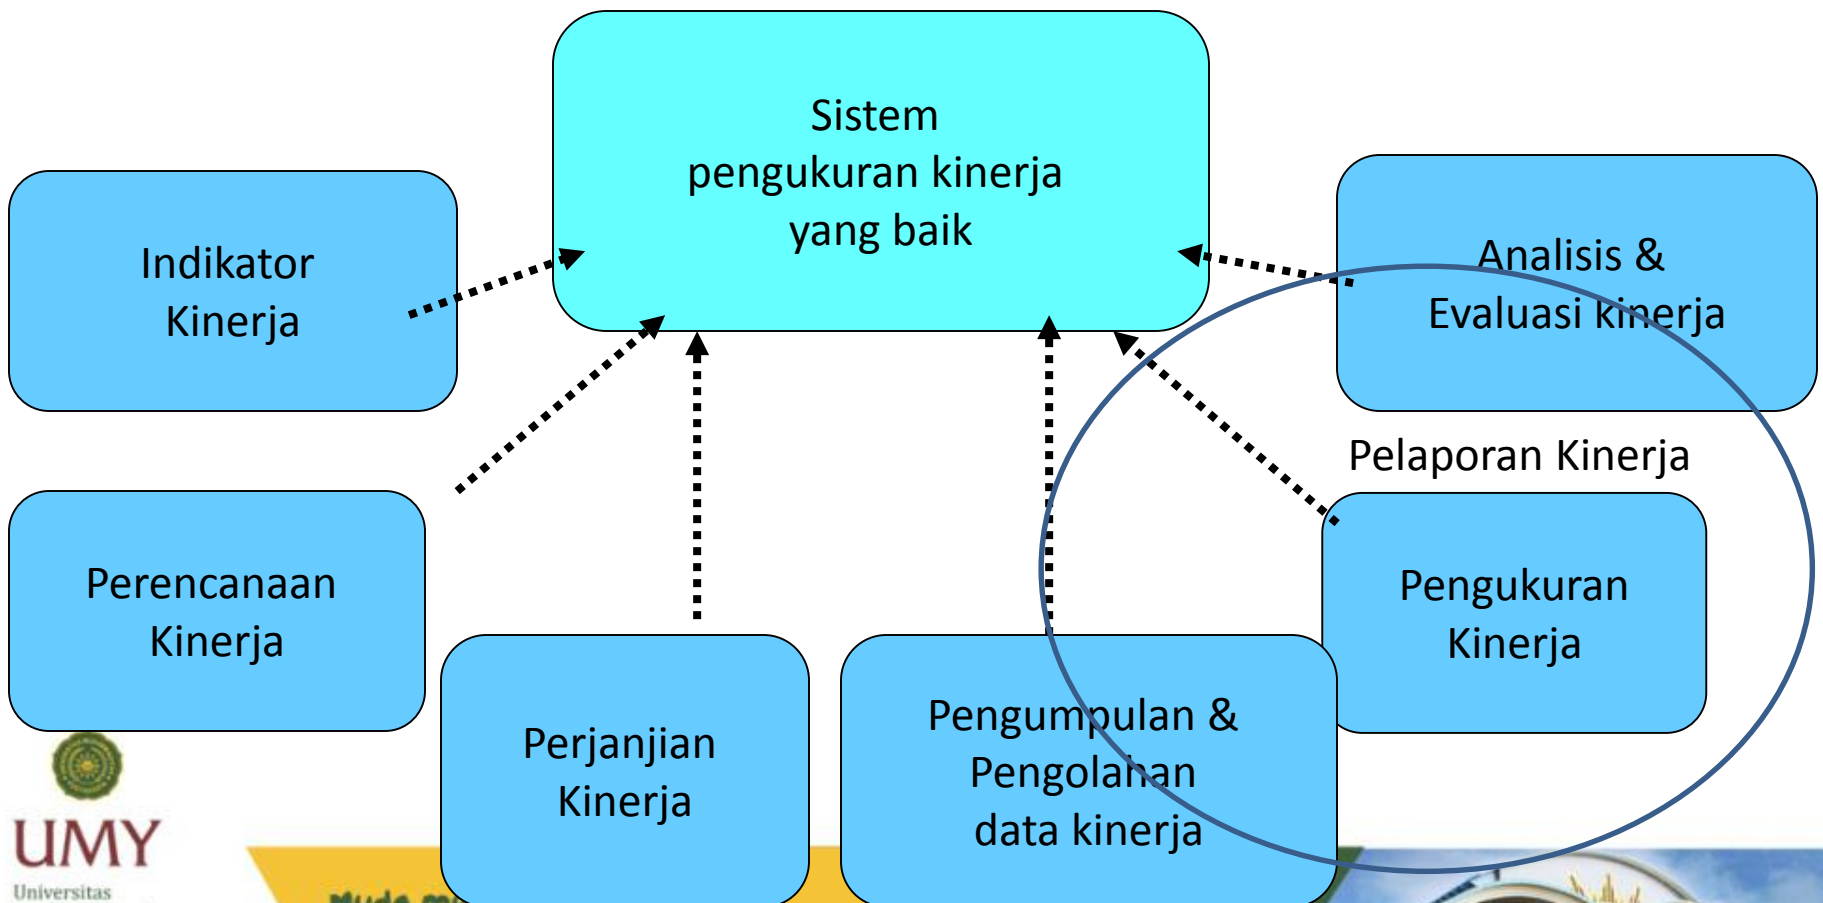 Sistem
pengukuran kinerja
yang baik
Indikator
Kinerja
Analisis &
Evaluasi kinerja
Pelaporan Kinerja
Perencanaan
Kinerja
Pengukuran
Kinerja
Perjanjian
Kinerja
Pengumpulan &
Pengolahan
data kinerja
UMY
Universitas